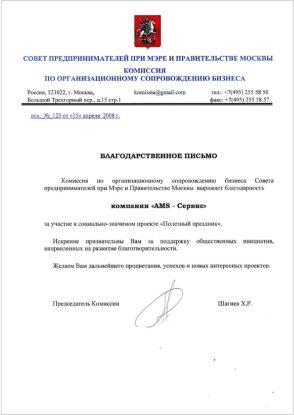 СОВЕТ ПРЕДПРИНИМАТЕЛЕЙ ПРИ МЭРЕ И ПРАВИТЕЛЬСТВЕ МОСКВЫ
КОМИССИЯ
ПО ОРГАНИЗАЦИОННОМУ СОПРОВОЖДЕНИЮ БИЗНЕСА
Россия, 123022, г. Москва, komissia@gmail.com тел.: +7(495) 255 58 50
Большой Трехгорный пер., д.15 стр.1 факс: +7(495) 255 58 57
исх._№_123 от «15» апреля 2008 г.
БЛАГОДАРСТВЕННОЕ ПИСЬМО
Комиссия по организационному сопровождению бизнеса Совета
предпринимателей при Мэре и Правительстве Москвы выражает благодарность
компании «AMS - Сервис»
за участие в социально-значимом проекте «Полезный праздник».
Искренне признательны Вам за поддержку общественных инициатив,
направленных на развитие благотворительности.
Желаем Вам дальнейшего процветания, успехов и новых интересных проектов.
Председатель Комиссии Шагиев Х.Р.